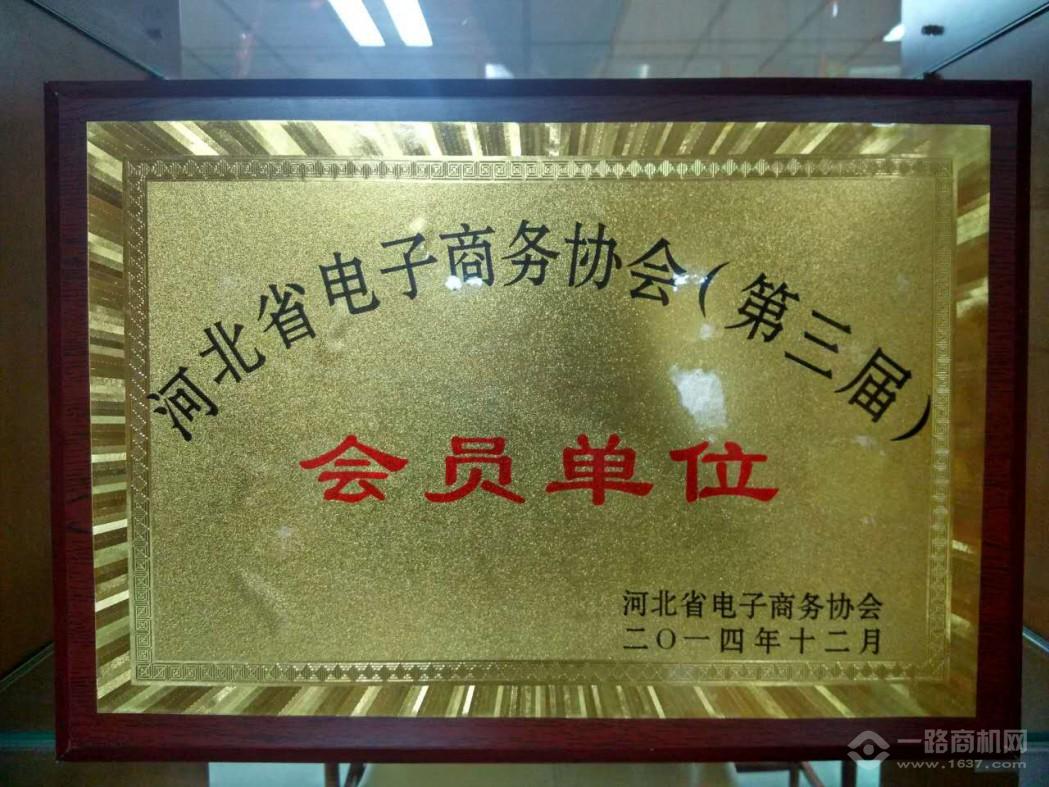 河北省电子商务协会(第三届)
会员单位
河北省电子商务协会
二〇一四年十二月
一路商机网
www.1637.com